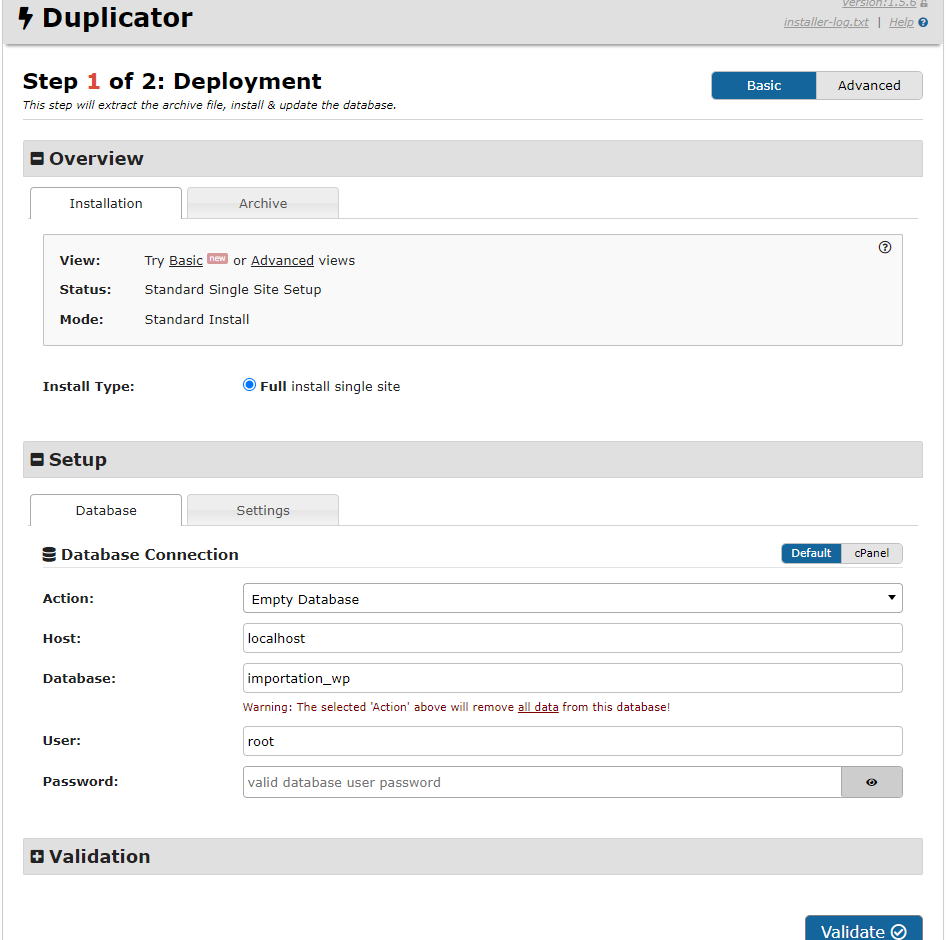 Version:1.5.6
Duplicator
installer-log.txt | Help
Step 1 of 2: Deployment
Basic Advanced
This step will extract the archive file, install & update the database.
Overview
Installation Archive
View: Try Basic new or Advanced views
Status: Standard Single Site Setup
Mode: Standard Install
Install Type: Full install single site
Setup
Database Settings
Database Connection Default cPanel
Action: Empty Database
Host: localhost
Database: importation_wp
Warning: The selected 'Action' above will remove all data from this database!
User: root
Password: valid database user password
Validation
Validate